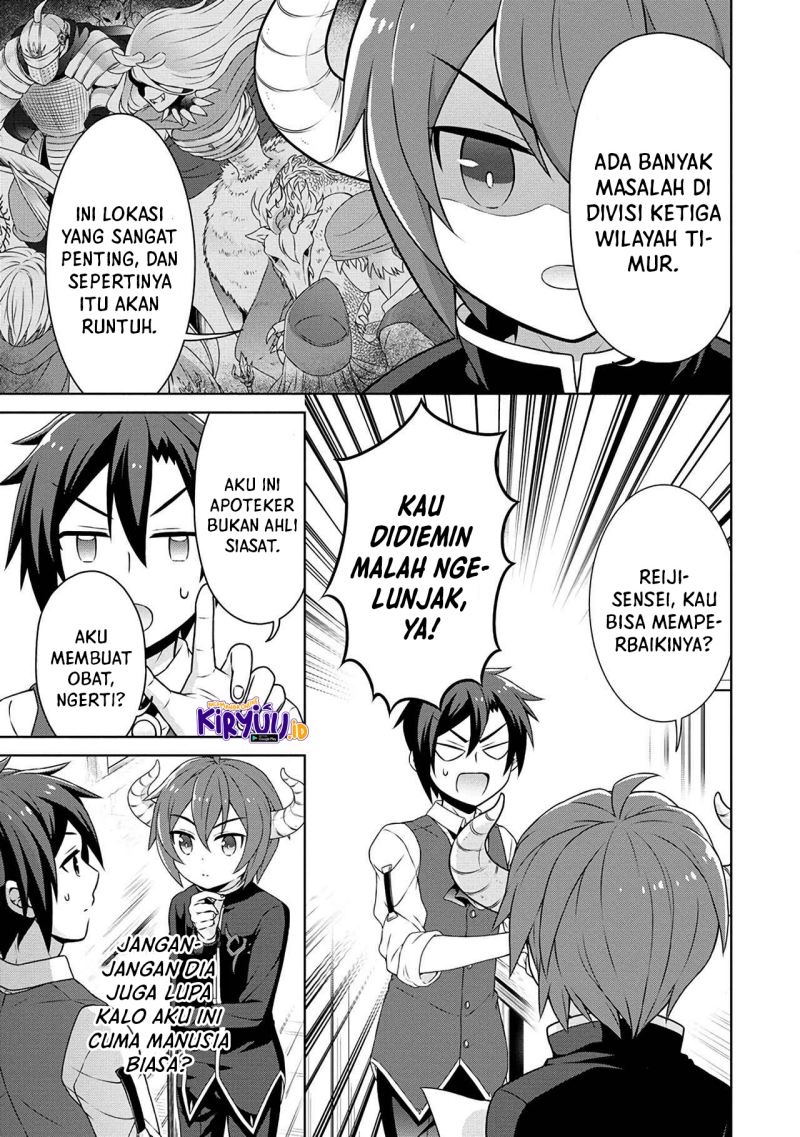 ADA BANYAK
MASALAH DI
DIVISI KETIGA
WILAYAH TI-
MUR.
INI LOKASI
YANG SANGAT
PENTING, DAN
SEPERTINYA
ITU AKAN
RUNTUH.
REIJI-
SENSEI, KAU
BISA MEMPE-
RBAIKINYA?
KAU
DIDIEMIN
MALAH NGE-
LUNJAK,
YA!
AKU INI
APOTEKER
BUKAN AHLI
SIASAT.
AKU
MEMBUAT
OBAT,
NGERTI?
KIRYUU.ID
JANGAN-
JANGAN DIA
JUGA LUPA
KALO AKU INI
CUMA MANUSIA
BIASA?